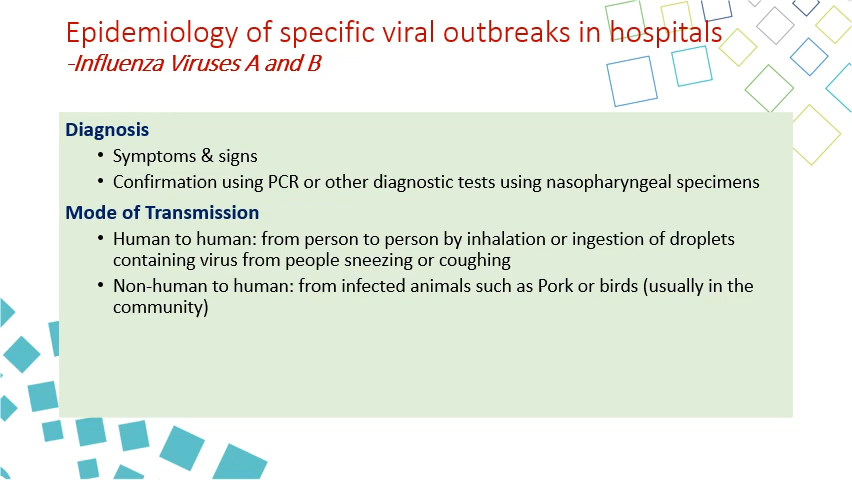 Epidemiology of specific viral outbreaks in hospitals
-Influenza Viruses A and B
Diagnosis
• Symptoms & signs
• Confirmation using PCR or other diagnostic tests using nasopharyngeal specimens
Mode of Transmission
• Human to human: from person to person by inhalation or ingestion of droplets
containing virus from people sneezing or coughing
• Non-human to human: from infected animals such as Pork or birds (usually in the
community)